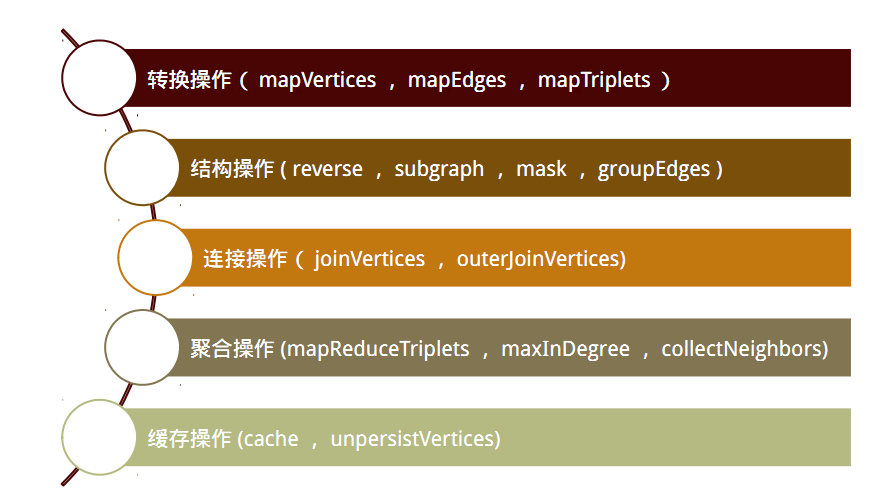 转换操作（ mapVertices ， mapEdges ， mapTriplets ）
结构操作 ( reverse ， subgraph ， mask ， groupEdges )
连接操作（ joinVertices ， outerJoinVertices)
聚合操作 (mapReduceTriplets ， maxInDegree ， collectNeighbors)
缓存操作 (cache ， unpersistVertices)